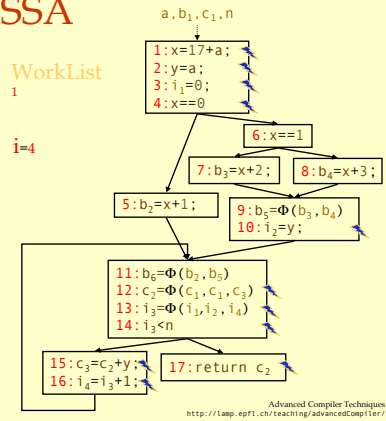 SSA
a,b₁,c₁,n
WorkList
1
i=4
1:x=17+a;
2:y=a;
3:i₁=0;
4:x==0
6:x==1
7:b₃=x+2;
8:b₄=x+3;
5:b₂=x+1;
9:b₅=Φ(b₃,b₄)
10:i₂=y;
11:b₆=Φ(b₂,b₅)
12:c₂=Φ(c₁,c₁,c₃)
13:i₃=Φ(i₁,i₂,i₄)
14:i₃<n
15:c₃=c₂+y;
16:i₄=i₃+1;
17:return c₂
Advanced Compiler Techniques
http://lamp.epfl.ch/teaching/advancedCompiler/